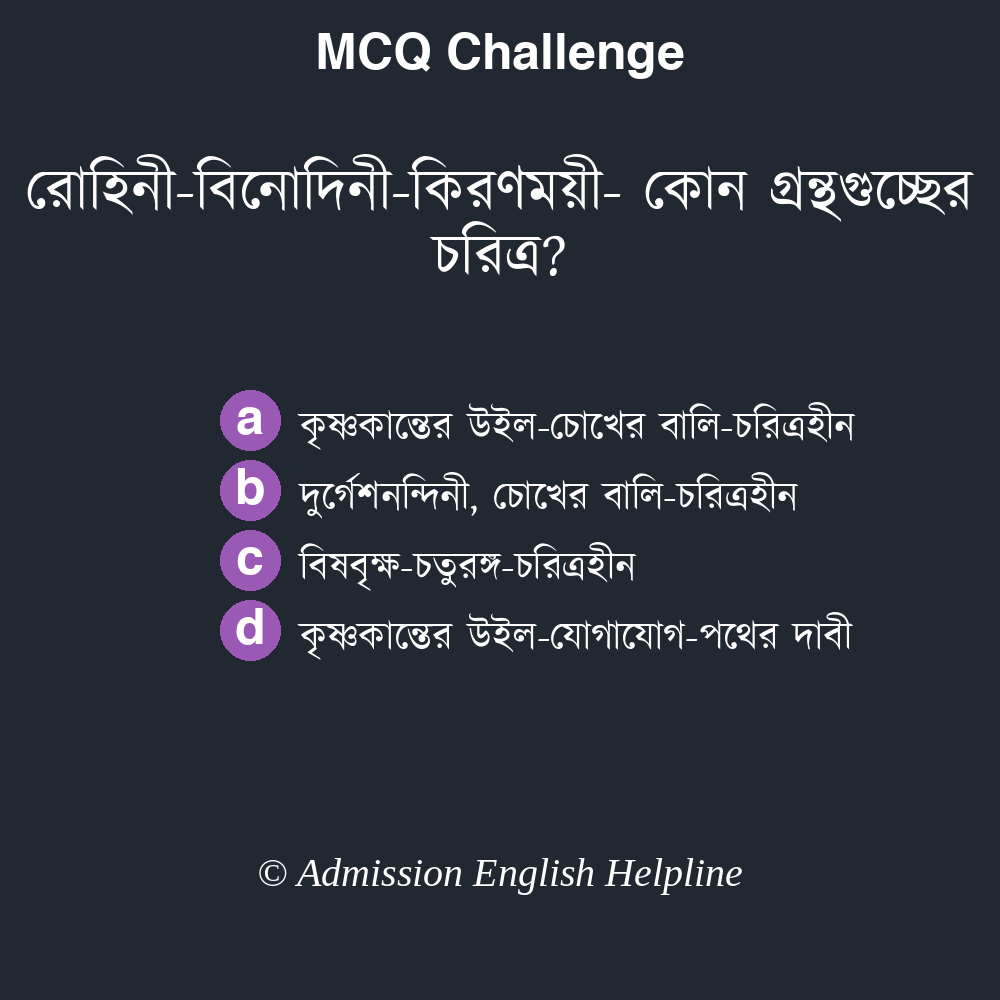 MCQ Challenge
রোহিনী-বিনোদিনী-কিরণময়ী- কোন গ্রন্থগুচ্ছের
চরিত্র?
a কৃষ্ণকান্তের উইল-চোখের বালি-চরিত্রহীন
b দুর্গেশনন্দিনী, চোখের বালি-চরিত্রহীন
c বিষবৃক্ষ-চতুরঙ্গ-চরিত্রহীন
d কৃষ্ণকান্তের উইল-যোগাযোগ-পথের দাবী
© Admission English Helpline